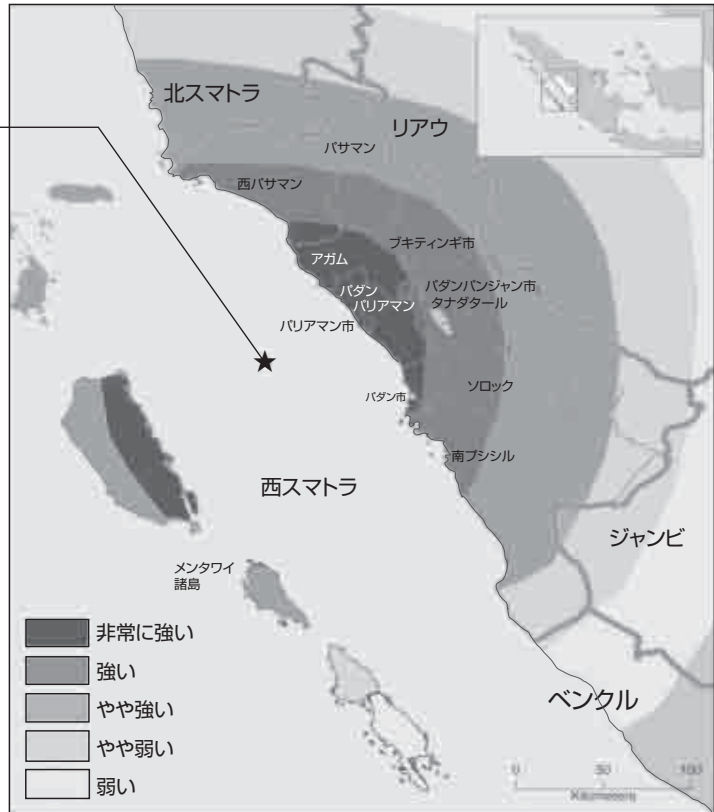 北スマトラ
リアウ
パサマン
西パサマン
ブキティンギ市
アガム
パダン
パリアマン
パダンパンジャン市
タナダタール
パリアマン市
ソロック
パダン市
南プシシル
西スマトラ
ジャンビ
メンタワイ
諸島
ベンクル
非常に強い
強い
やや強い
やや弱い
弱い
0 50 100
Kilometers